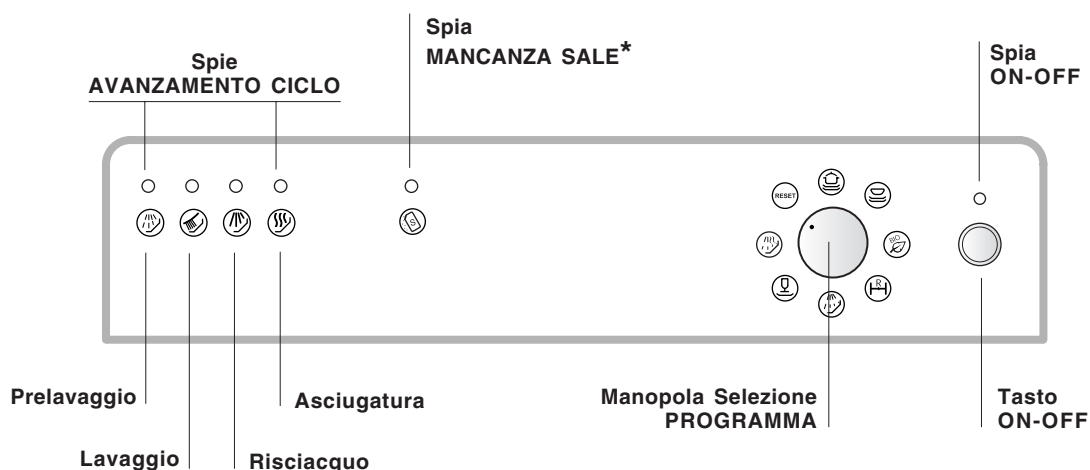 Spia
MANCANZA SALE*
Spie
AVANZAMENTO CICLO
Spia
ON-OFF
RESET
S
BIO
R
Prelavaggio
Asciugatura
Manopola Selezione
PROGRAMMA
Tasto
ON-OFF
Lavaggio
Risciacquo